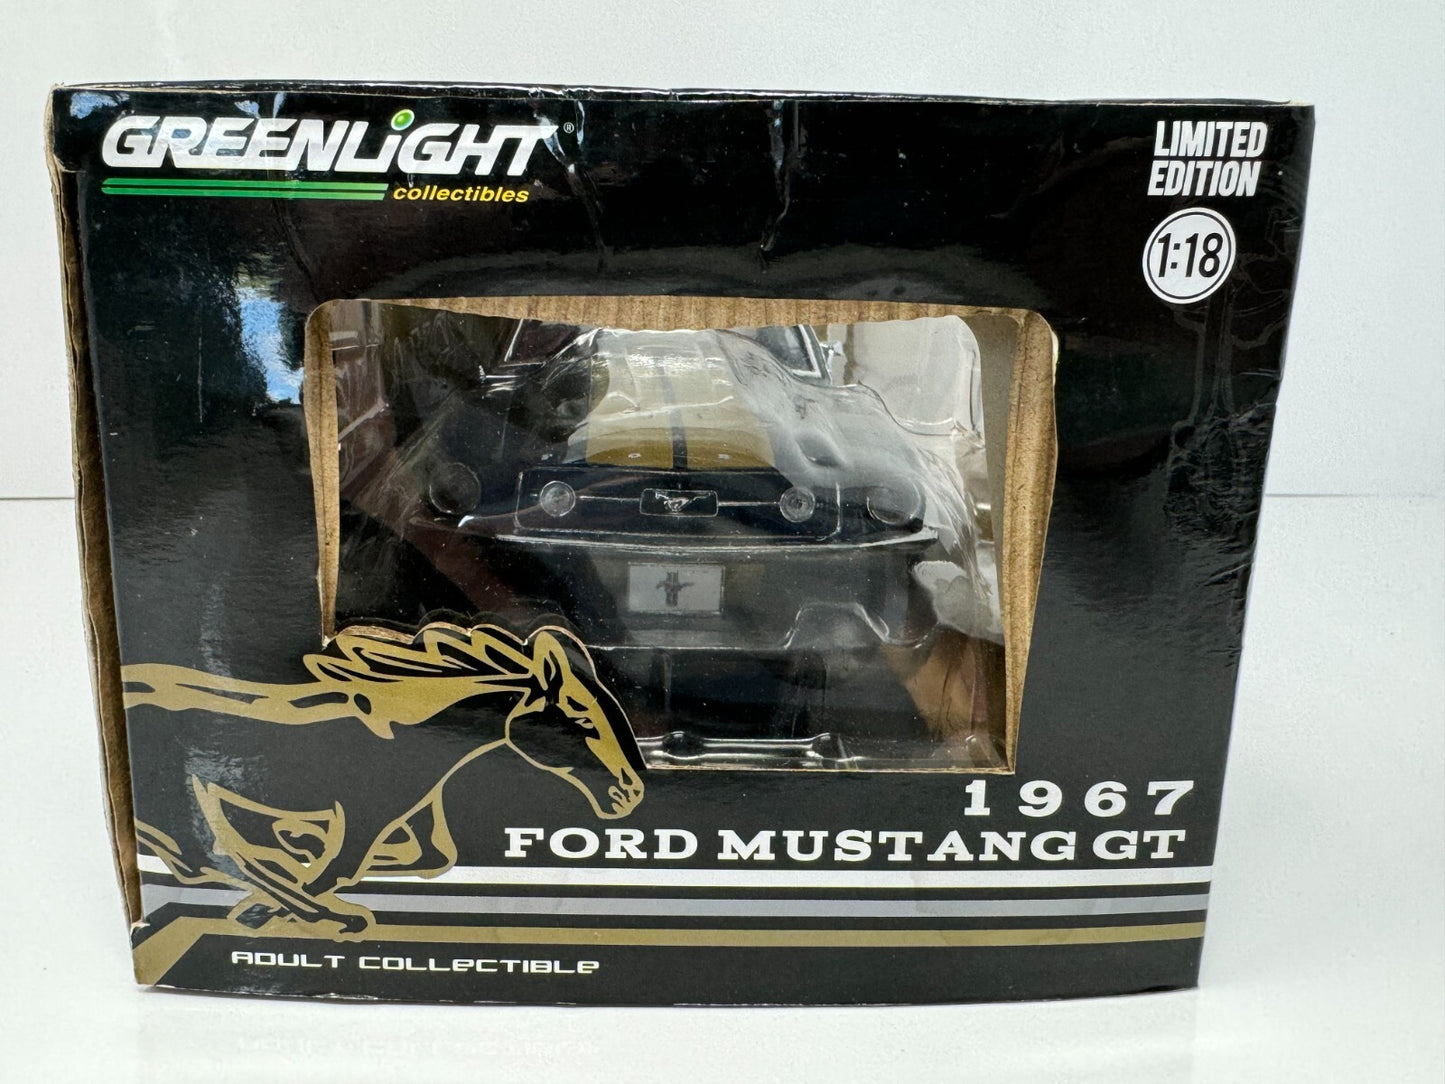 GREENLiGHT®
collectibles
LIMITED
EDITION
1:18
1967
FORD MUSTANG GT
ADULT COLLECTIBLE